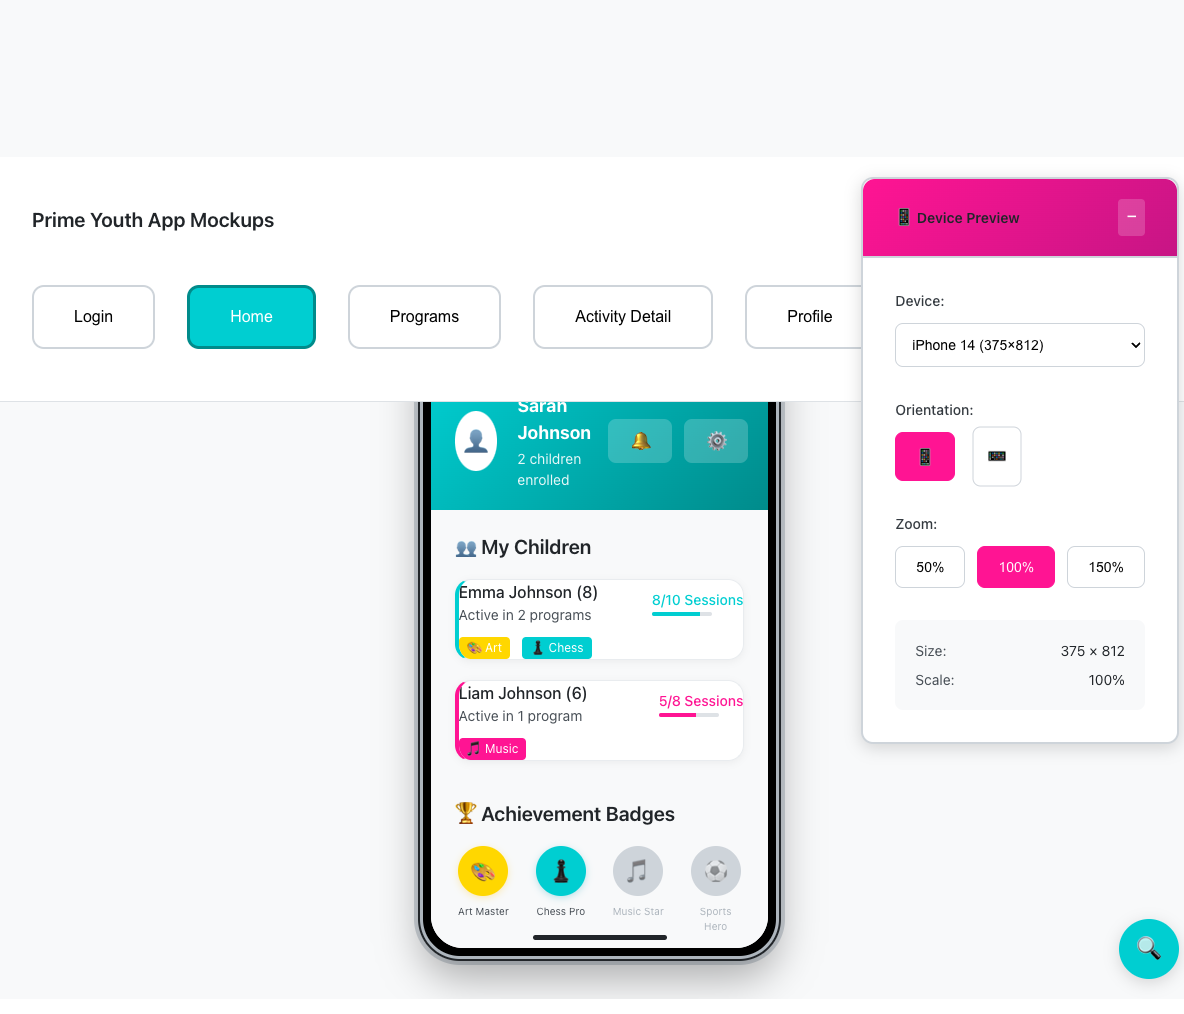 Prime Youth App Mockups
Login
Home
Programs
Activity Detail
Profile
Device Preview
−
Device:
iPhone 14 (375×812)
Orientation:
Zoom:
50%
100%
150%
Size:
375 × 812
Scale:
100%
Sarah
Johnson
2 children
enrolled
My Children
Emma Johnson (8)
8/10 Sessions
Active in 2 programs
Art
Chess
Liam Johnson (6)
5/8 Sessions
Active in 1 program
Music
Achievement Badges
Art Master
Chess Pro
Music Star
Sports
Hero